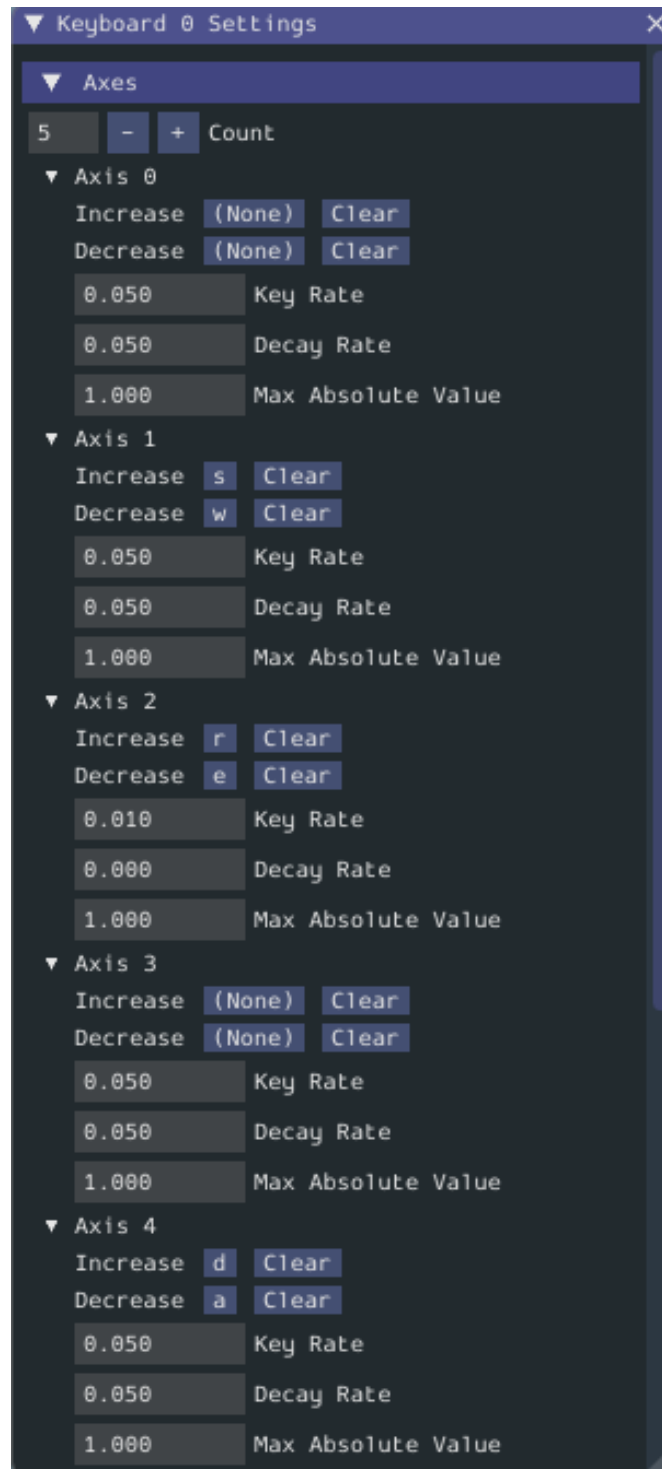 Keyboard 0 Settings
Axes
5 - + Count
Axis 0
Increase (None) Clear
Decrease (None) Clear
0.050 Key Rate
0.050 Decay Rate
1.000 Max Absolute Value
Axis 1
Increase s Clear
Decrease w Clear
0.050 Key Rate
0.050 Decay Rate
1.000 Max Absolute Value
Axis 2
Increase r Clear
Decrease e Clear
0.010 Key Rate
0.000 Decay Rate
1.000 Max Absolute Value
Axis 3
Increase (None) Clear
Decrease (None) Clear
0.050 Key Rate
0.050 Decay Rate
1.000 Max Absolute Value
Axis 4
Increase d Clear
Decrease a Clear
0.050 Key Rate
0.050 Decay Rate
1.000 Max Absolute Value